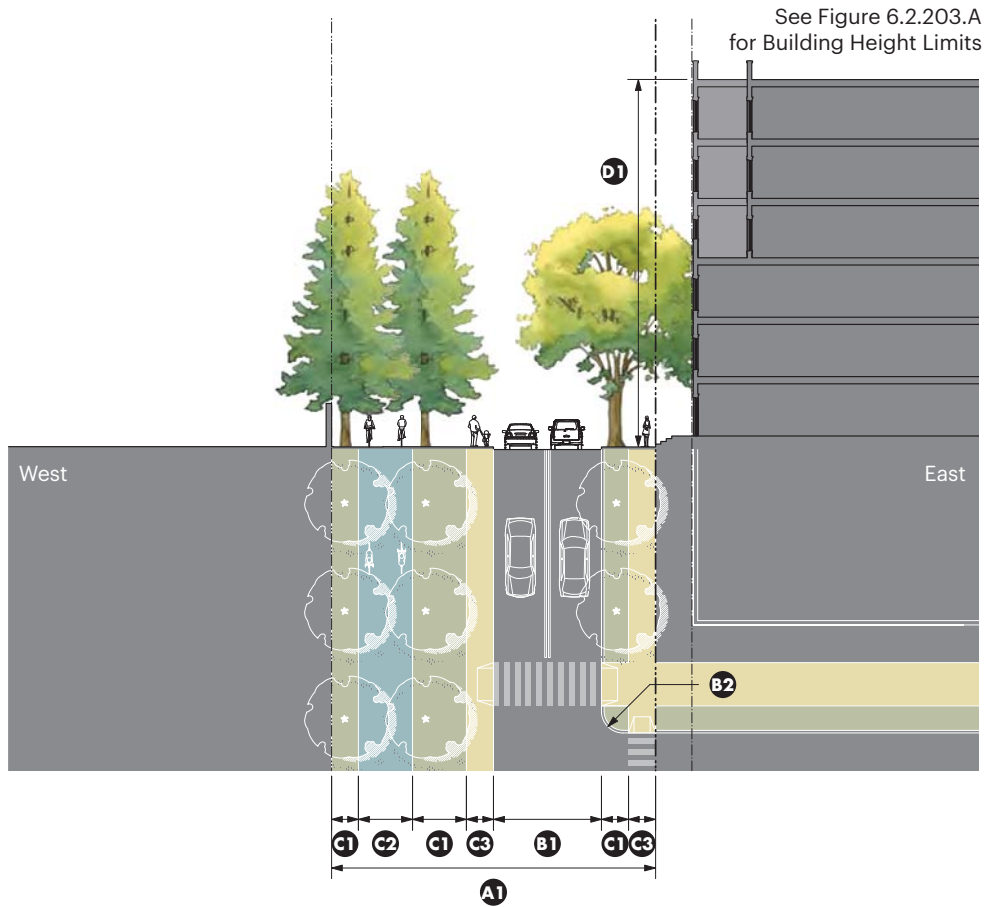 See Figure 6.2.203.A
for Building Height Limits
D1
West
East
B2
C1 C2 C1 C3 B1 C1 C3
A1